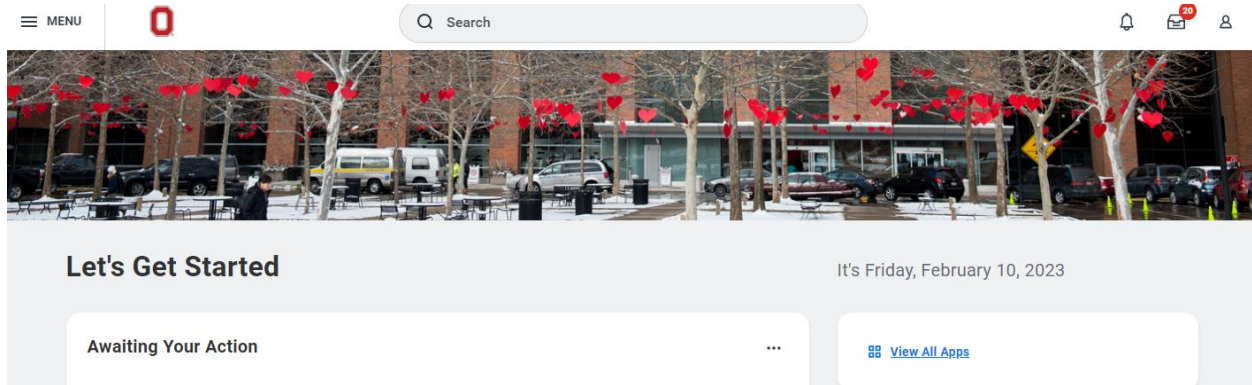 MENU
O
Search
20
Let's Get Started
It's Friday, February 10, 2023
Awaiting Your Action
View All Apps